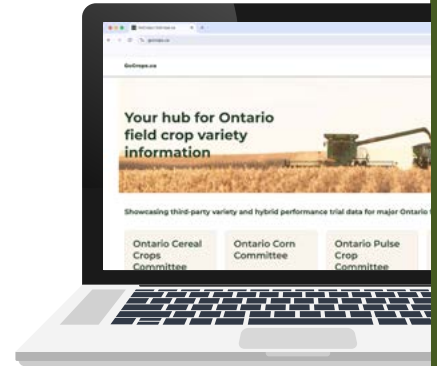 GoCrops.ca
Your hub for Ontario
field crop variety
information
Showcasing third-party variety and hybrid performance trial data for major Ontario
Ontario Cereal
Crops
Committee
Ontario Corn
Committee
Ontario Pulse
Crop
Committee